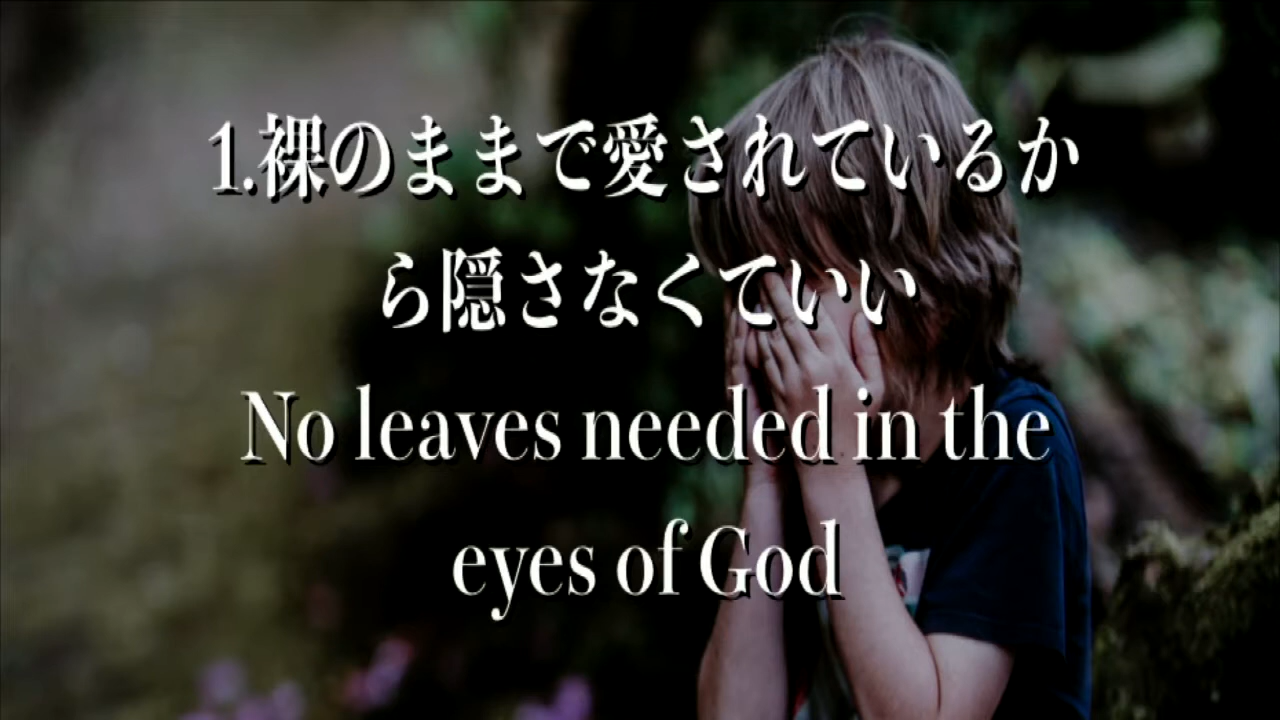 1.裸のままで愛されているか
ら隠さなくていい
No leaves needed in the
eyes of God